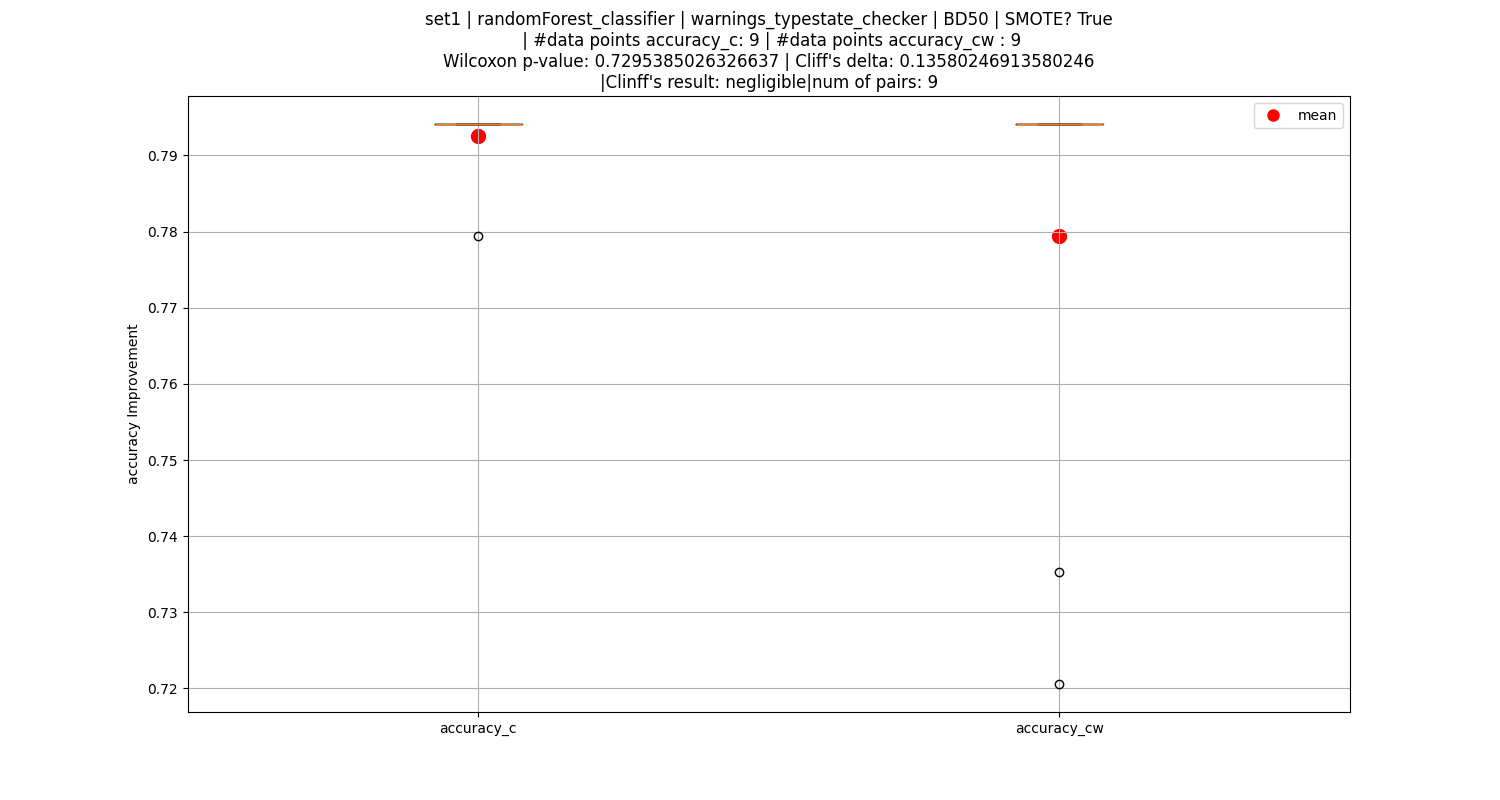 set1 | randomForest_classifier | warnings_typestate_checker | BD50 | SMOTE? True
| #data points accuracy_c: 9 | #data points accuracy_cw : 9
Wilcoxon p-value: 0.7295385026326637 | Cliff's delta: 0.13580246913580246
|Clinff's result: negligible|num of pairs: 9
mean
0.79
0.78
0.77
0.76
0.75
0.74
0.73
0.72
accuracy Improvement
accuracy_c
accuracy_cw